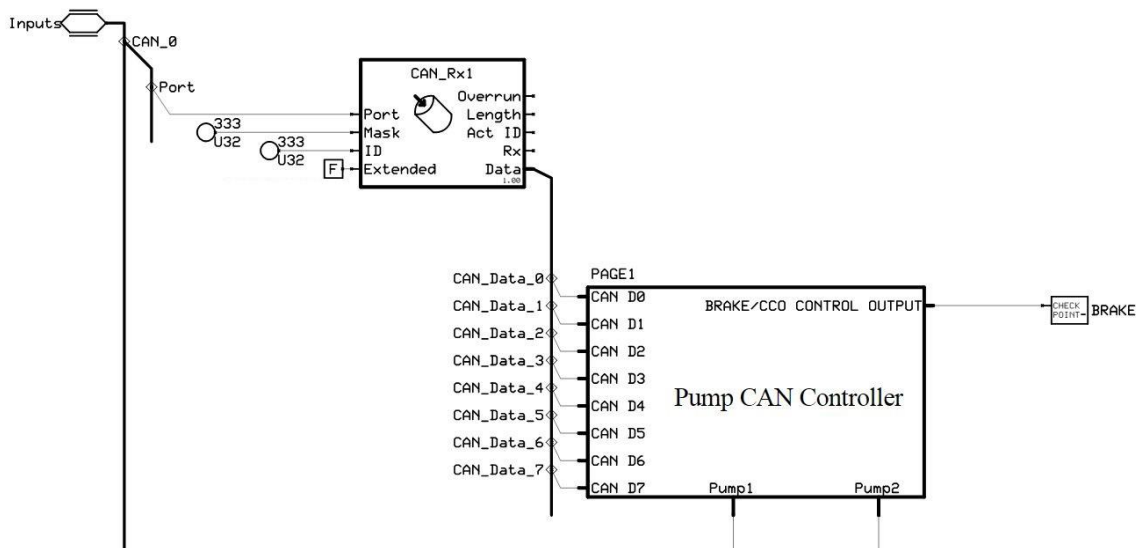 Inputs
CAN_0
Port
CAN_Rx1
Overrun
Port
Length
333
U32
Mask
Act ID
333
U32
ID
Rx
F
Extended
Data
1.00
CAN_Data_0
CAN_Data_1
CAN_Data_2
CAN_Data_3
CAN_Data_4
CAN_Data_5
CAN_Data_6
CAN_Data_7
PAGE1
CAN D0
CAN D1
CAN D2
CAN D3
CAN D4
CAN D5
CAN D6
CAN D7
BRAKE/CCO CONTROL OUTPUT
Pump CAN Controller
Pump1
Pump2
CHECK
POINT-
BRAKE